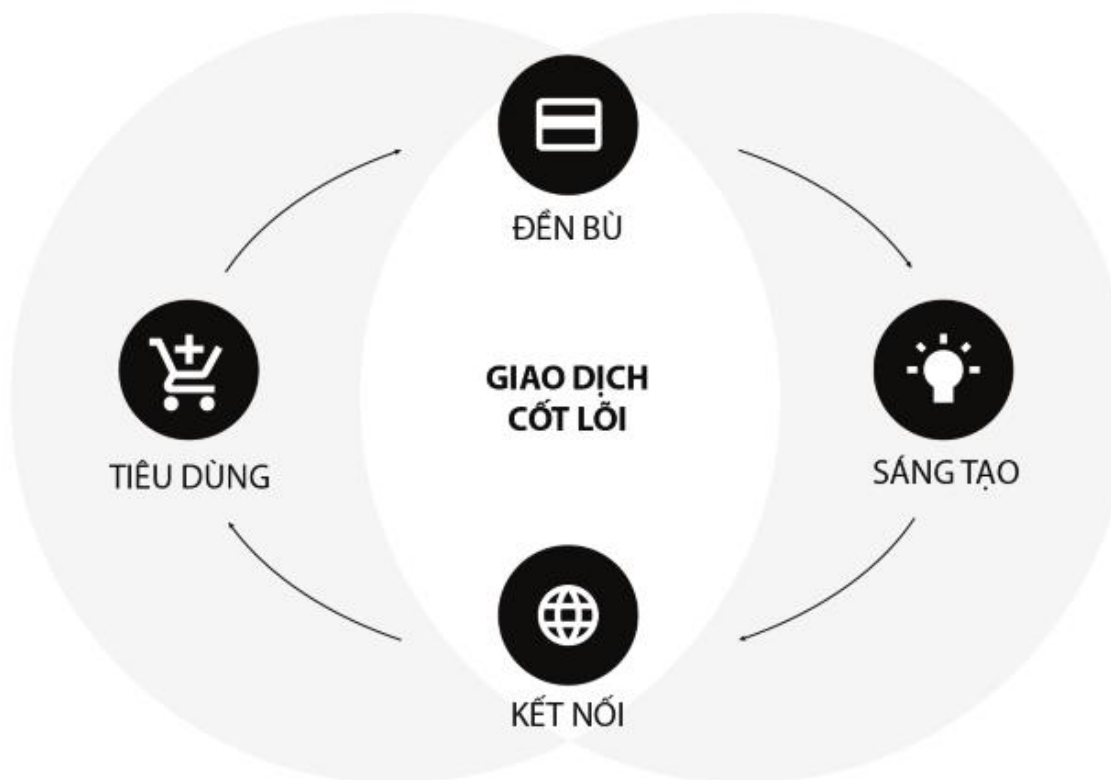 ĐỀN BÙ
GIAO DỊCH
CỐT LÕI
TIÊU DÙNG
SÁNG TẠO
KẾT NỐI